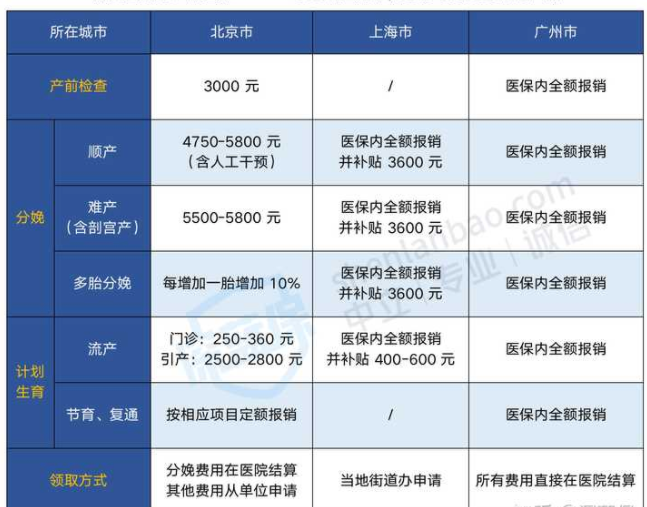 所在城市 北京市 上海市 广州市
产前检查 3000 元 / 医保内全额报销
分娩
顺产 4750-5800 元
（含人工干预） 医保内全额报销
并补贴 3600 元 医保内全额报销
难产
（含剖宫产） 5500-5800 元 医保内全额报销
并补贴 3600 元 医保内全额报销
多胎分娩 每增加一胎增加 10% 医保内全额报销
并补贴 3600 元 医保内全额报销
计划
生育
流产 门诊：250-360 元
引产：2500-2800 元 医保内全额报销
并补贴 400-600 元 医保内全额报销
节育、复通 按相应项目定额报销 / 医保内全额报销
领取方式 分娩费用在医院结算
其他费用从单位申请 当地街道办申请 所有费用直接在医院结算
shenlanbao.com
中立 | 专业 | 诚信